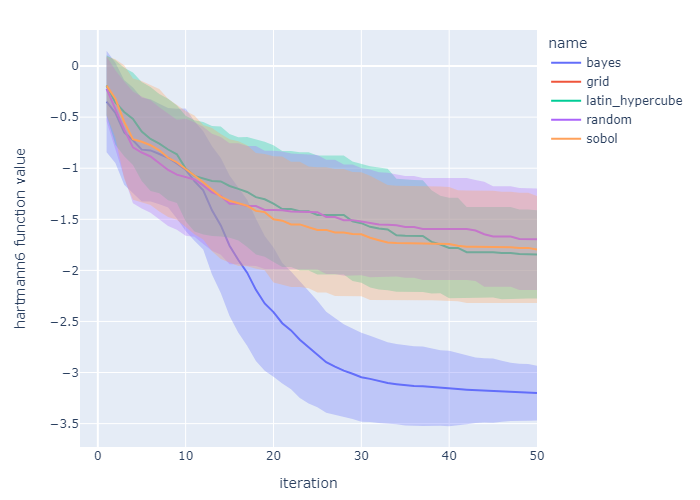 name
bayes
grid
latin_hypercube
random
sobol
hartmann6 function value
0
−0.5
−1
−1.5
−2
−2.5
−3
−3.5
0
10
20
30
40
50
iteration